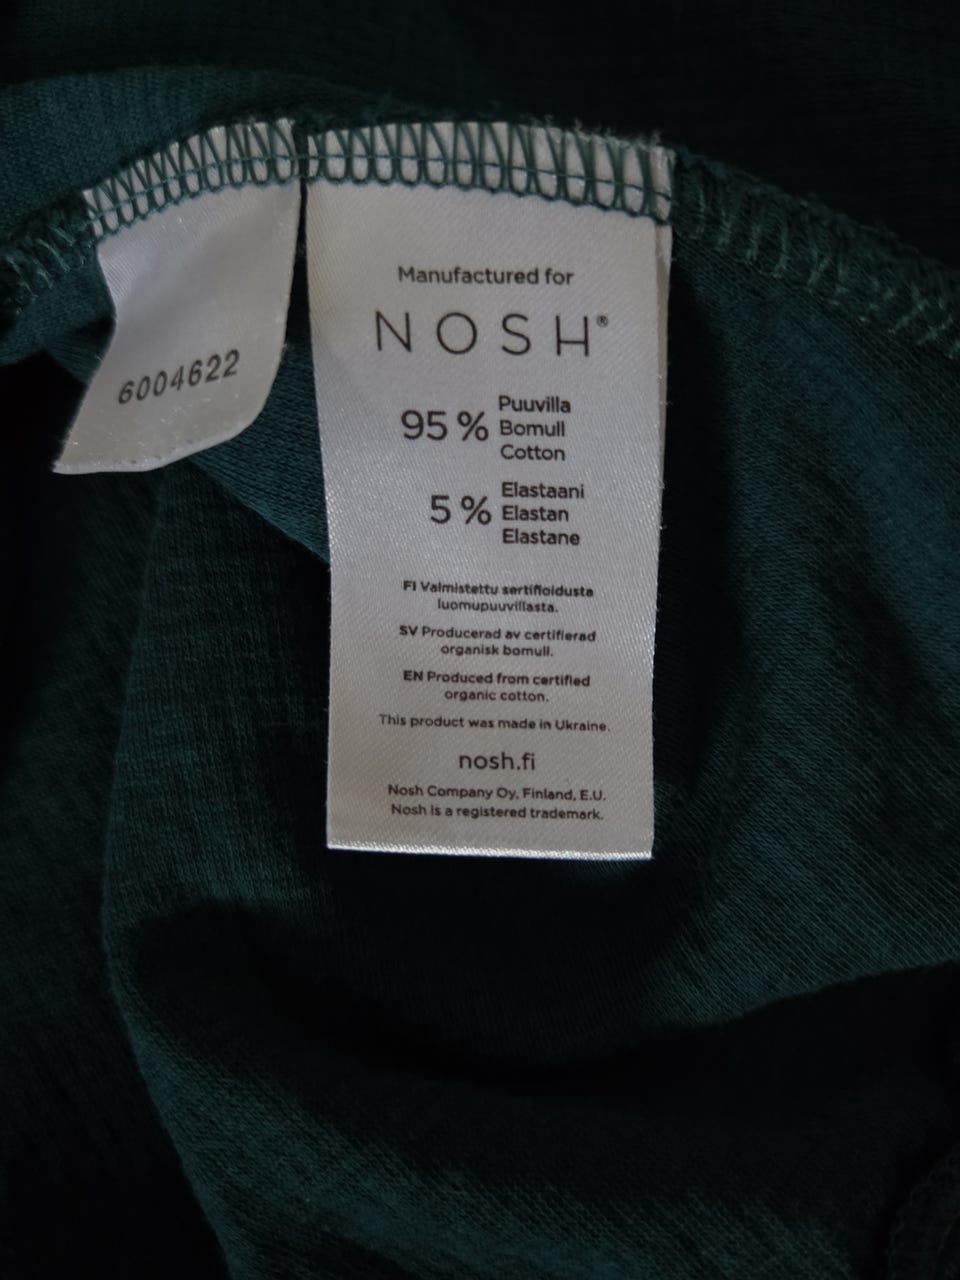 6004622
Manufactured for
NOSH®
95 % Puuvilla
Bomull
Cotton
5 % Elastaani
Elastan
Elastane
FI Valmistettu sertifioidusta
luomupuuvillasta.
SV Producerad av certifierad
organisk bomull.
EN Produced from certified
organic cotton.
This product was made in Ukraine.
nosh.fi
Nosh Company Oy, Finland, E.U.
Nosh is a registered trademark.